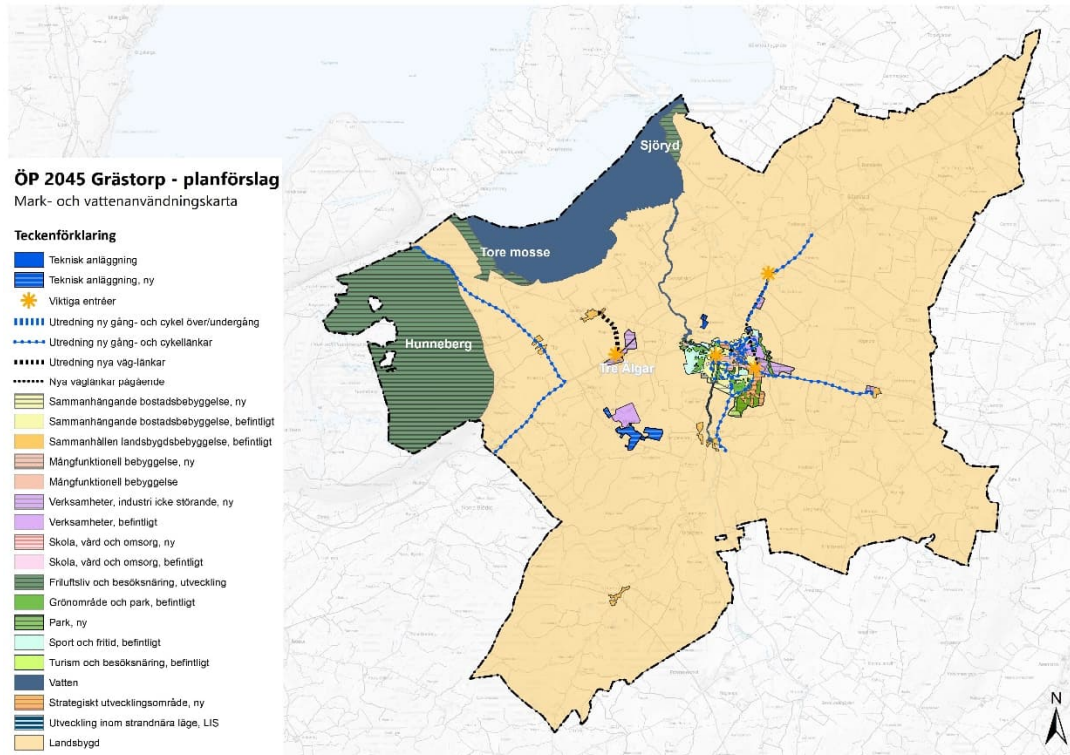 ÖP 2045 Grästorp - planförslag
Mark- och vattenanvändningskarta
Teckenförklaring
Teknisk anläggning
Teknisk anläggning, ny
Viktiga entréer
Utredning ny gång- och cykel över/undergång
Utredning ny gång- och cykellänkar
Utredning nya väg-länkar
Nya väglänkar pågående
Sammanhängande bostadsbebyggelse, ny
Sammanhängande bostadsbebyggelse, befintligt
Sammanhållen landsbygdsbebyggelse, befintligt
Mångfunktionell bebyggelse, ny
Mångfunktionell bebyggelse
Verksamheter, industri icke störande, ny
Verksamheter, befintligt
Skola, vård och omsorg, ny
Skola, vård och omsorg, befintligt
Friluftsliv och besöksnäring, utveckling
Grönområde och park, befintligt
Park, ny
Sport och fritid, befintligt
Turism och besöksnäring, befintligt
Vatten
Strategiskt utvecklingsområde, ny
Utveckling inom strandnära läge, LIS
Landsbygd
Sjöryd
Tore mosse
Hunneberg
Tre Älgar
N